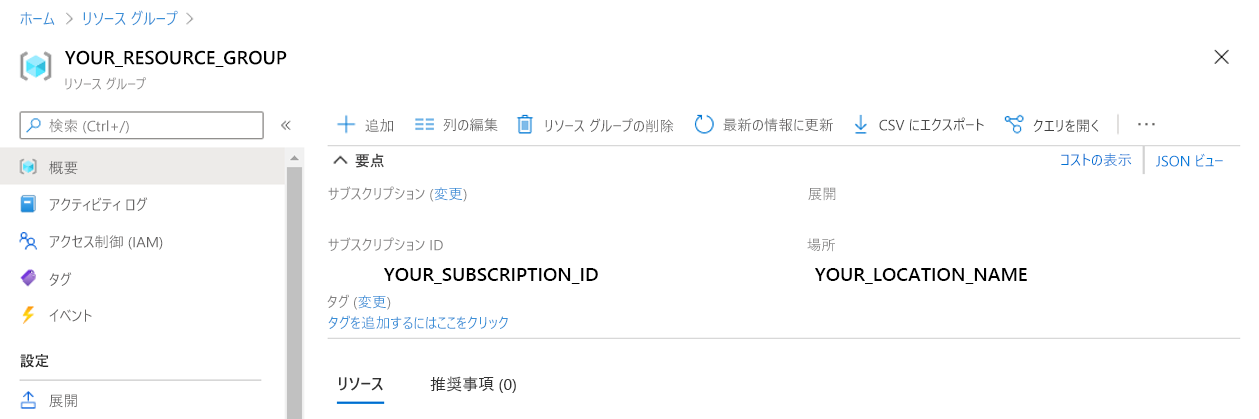 ホーム > リソース グループ >
YOUR_RESOURCE_GROUP
リソース グループ
検索 (Ctrl+/)
«
概要
アクティビティ ログ
アクセス制御 (IAM)
タグ
イベント
設定
展開
追加 列の編集 リソース グループの削除 最新の情報に更新 CSV にエクスポート クエリを開く ...
要点 コストの表示 JSON ビュー
サブスクリプション (変更) 展開
サブスクリプション ID 場所
YOUR_SUBSCRIPTION_ID YOUR_LOCATION_NAME
タグ (変更)
タグを追加するにはここをクリック
リソース 推奨事項 (0)